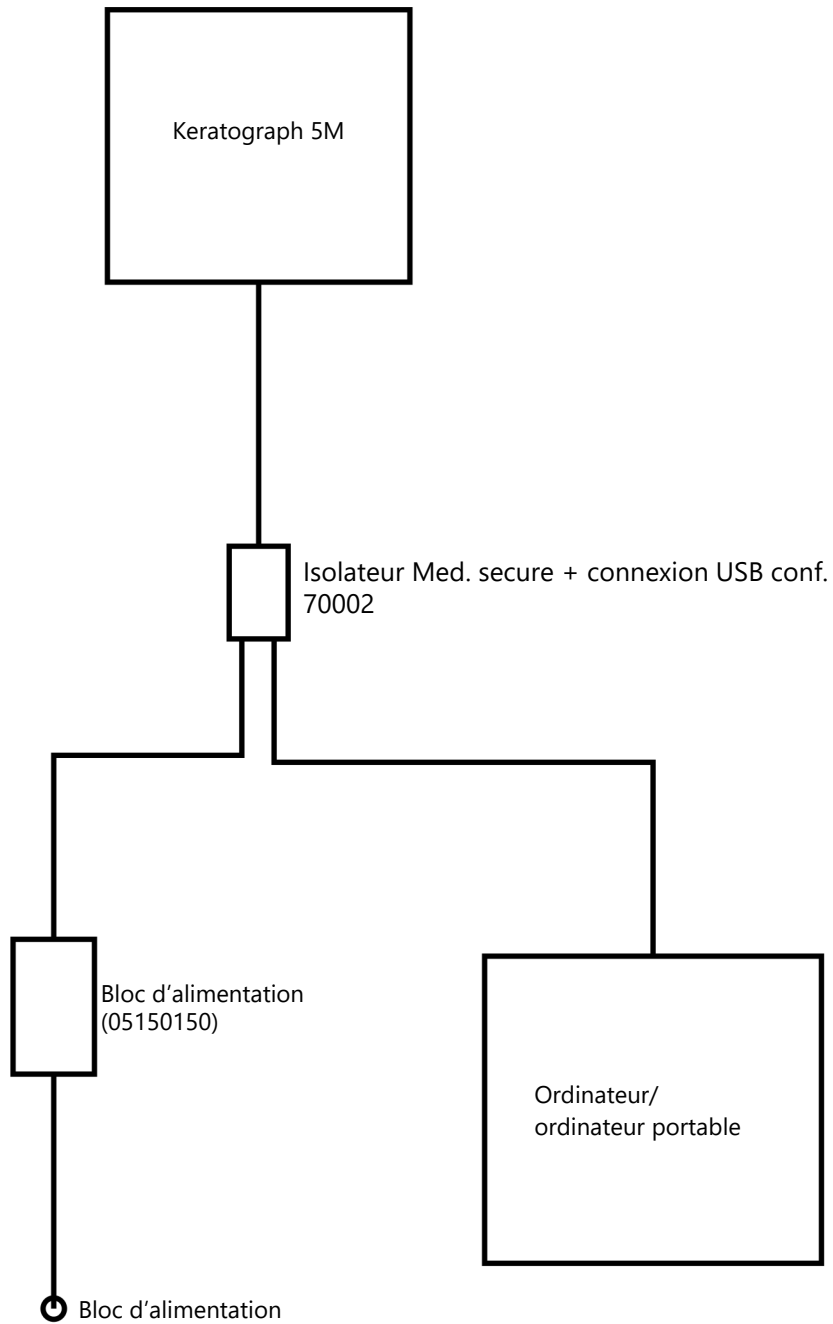 Keratograph 5M
Isolateur Med. secure + connexion USB conf.
70002
Bloc d’alimentation
(05150150)
Ordinateur/
ordinateur portable
Bloc d’alimentation